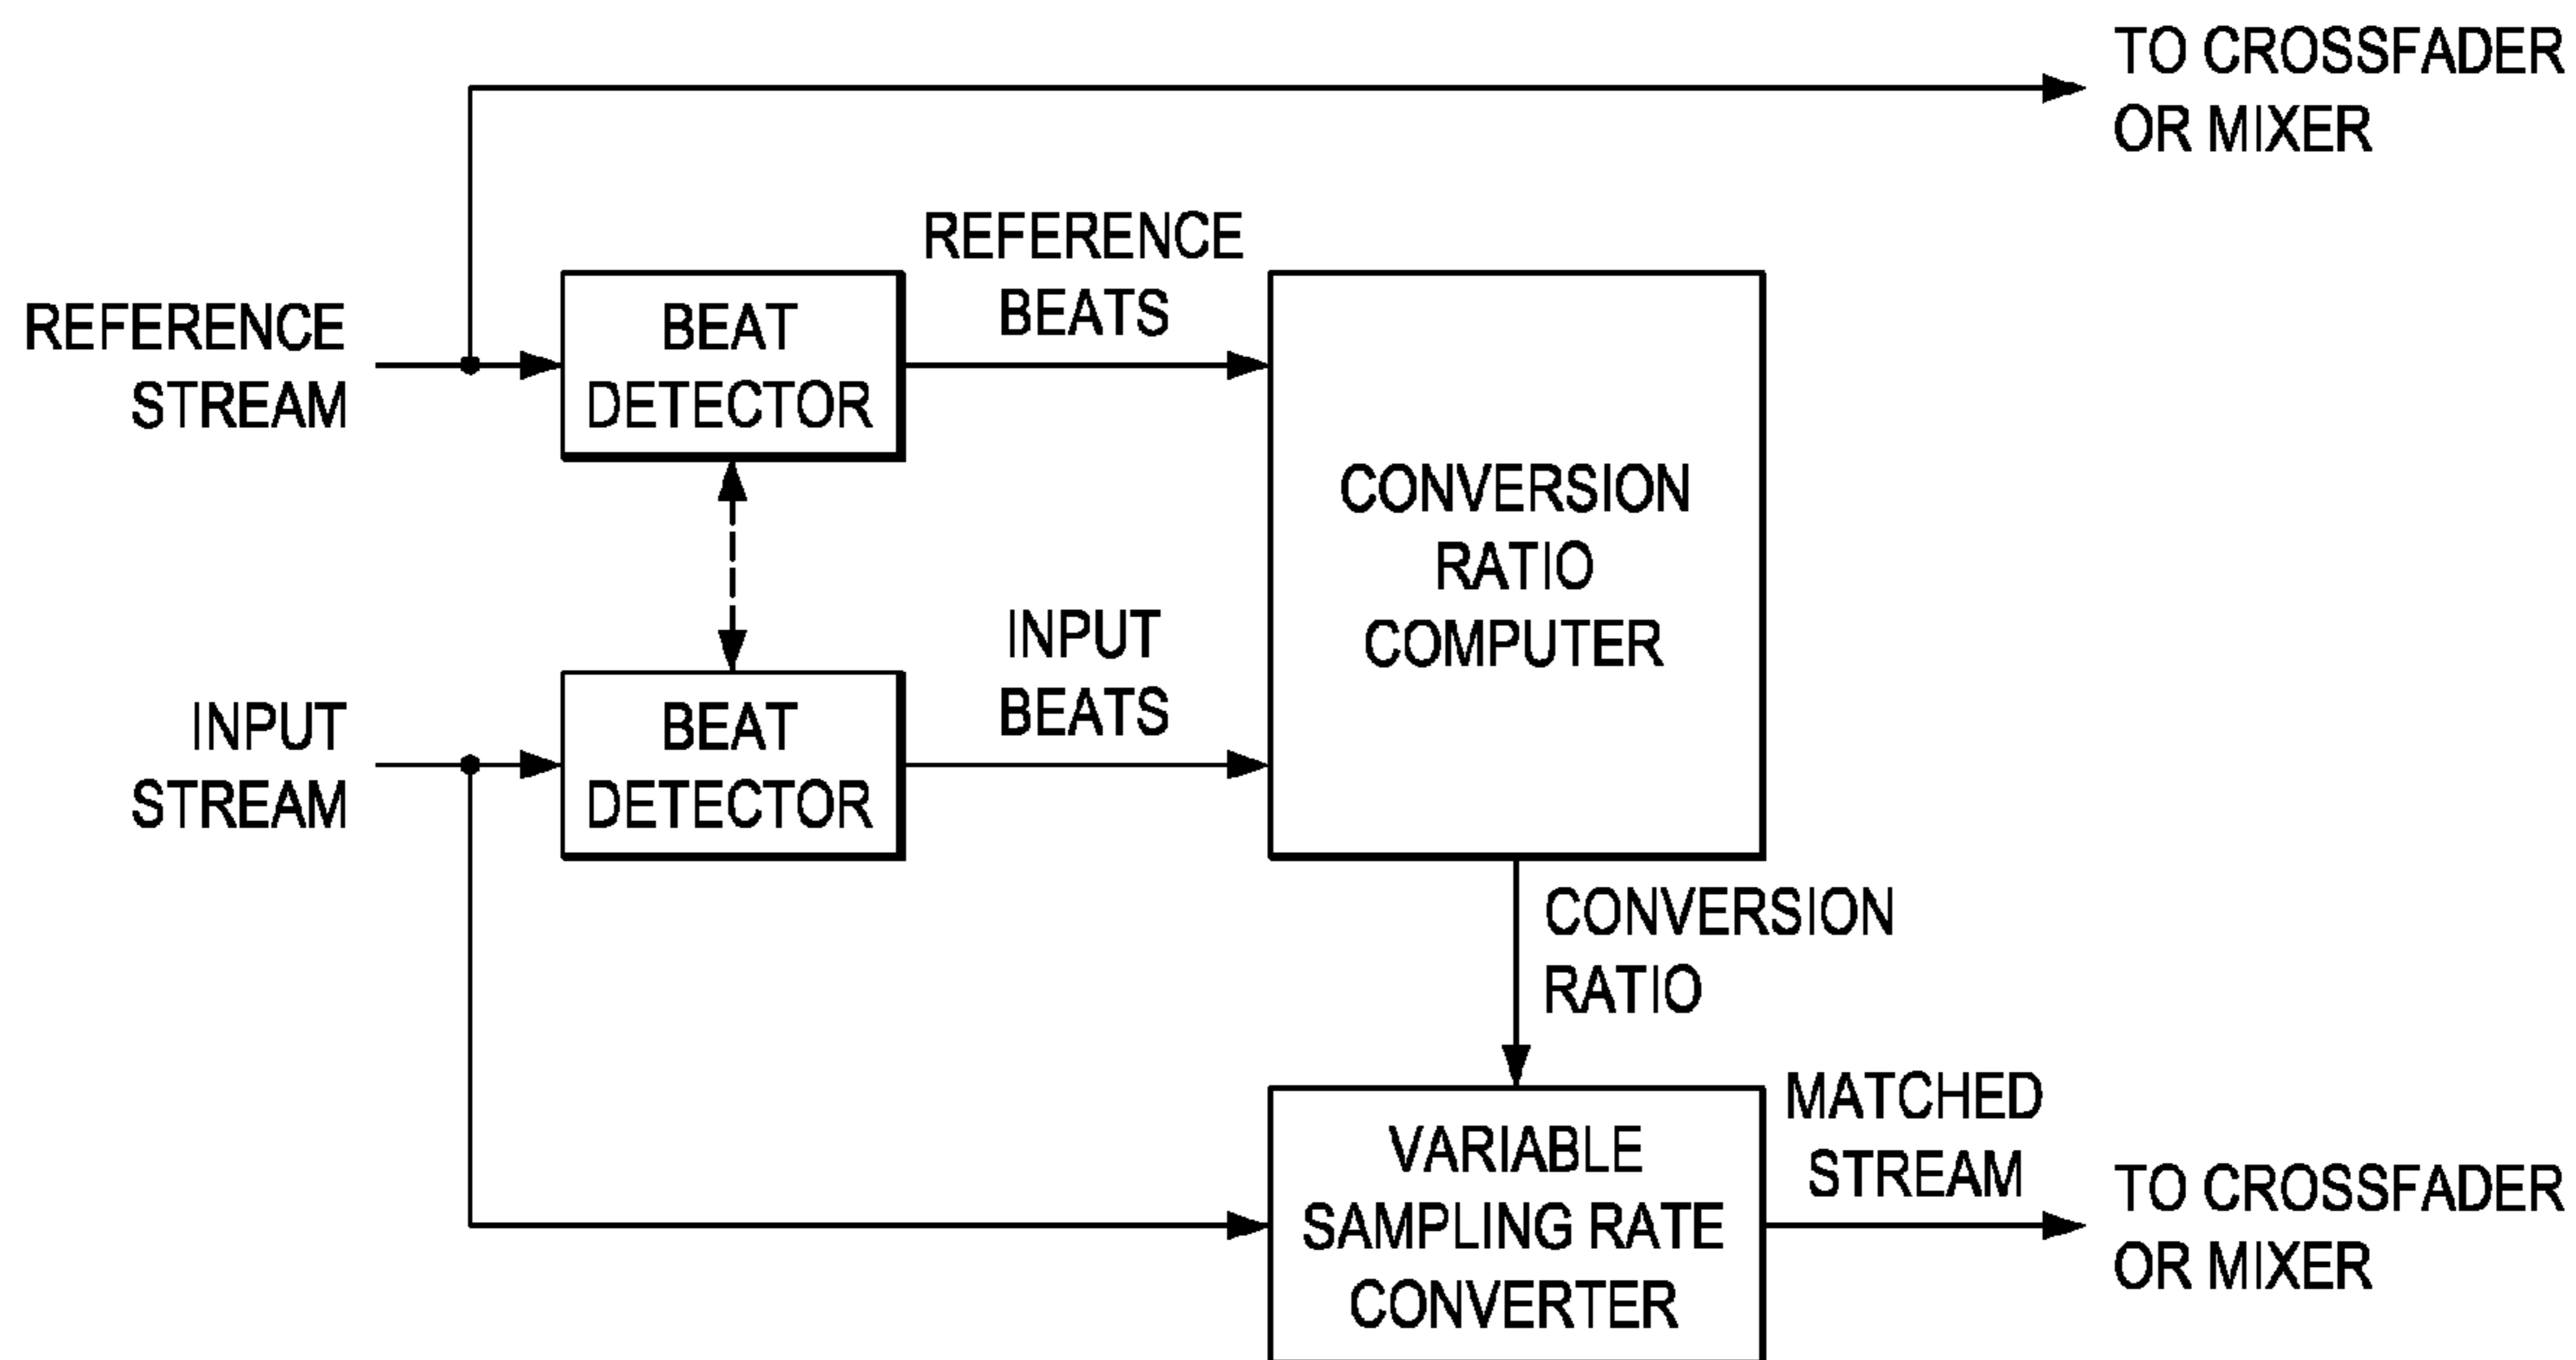 TO CROSSFADER
OR MIXER
REFERENCE
BEATS
REFERENCE
STREAM
BEAT
DETECTOR
CONVERSION
RATIO
COMPUTER
INPUT
BEATS
INPUT
STREAM
BEAT
DETECTOR
CONVERSION
RATIO
MATCHED
STREAM
VARIABLE
SAMPLING RATE
CONVERTER
TO CROSSFADER
OR MIXER